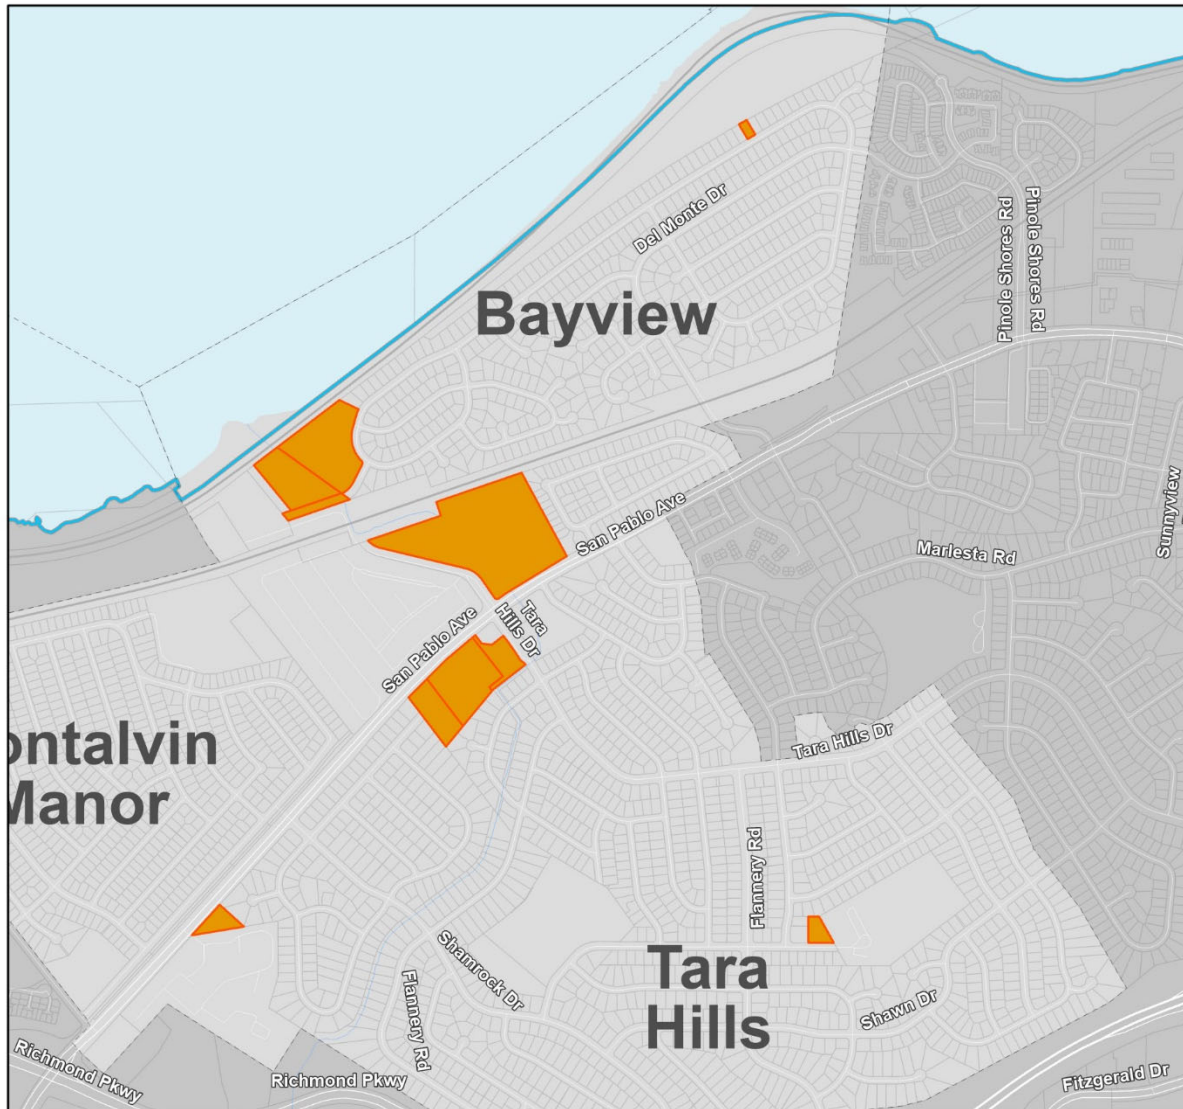 Del Monte Dr
Pinole Shores Rd
Pinole Shores Rd
Bayview
San Pablo Ave
Marlesta Rd
Sunnyview
Tara
Hills Dr
San Pablo Ave
ontalvin
Manor
Tara Hills Dr
Flannery Rd
Shamrock Dr
Flannery Rd
Tara
Hills
Shawn Dr
Richmond Pkwy
Richmond Pkwy
Fitzgerald Dr